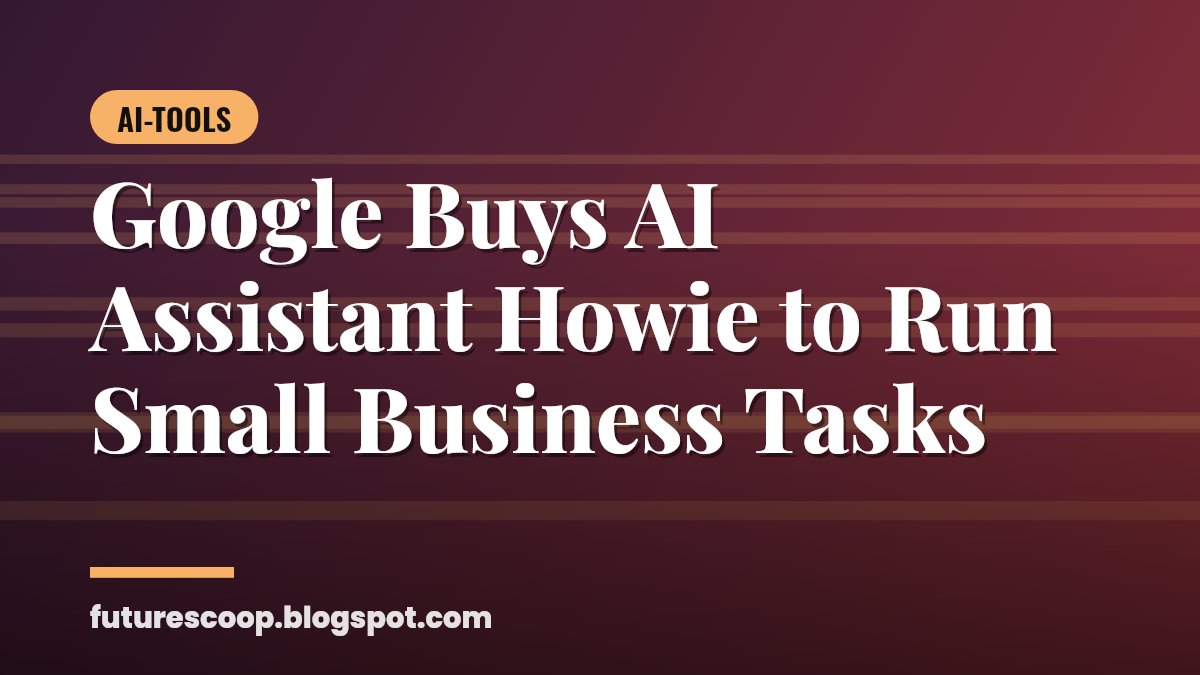 AI-TOOLS
Google Buys AI
Assistant Howie to Run
Small Business Tasks
futurescoop.blogspot.com